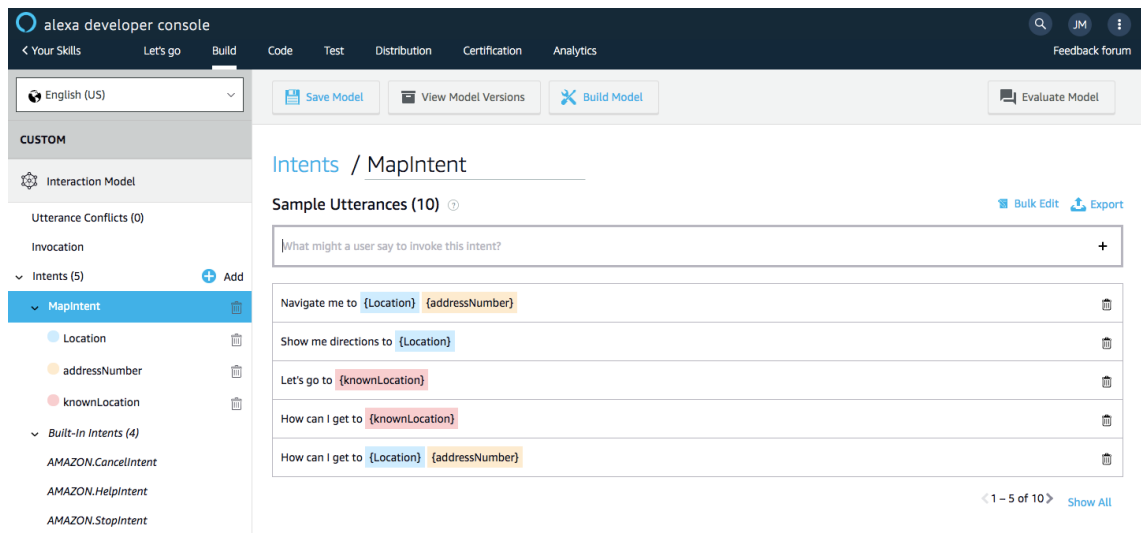 alexa developer console
JM
< Your Skills Let's go Build Code Test Distribution Certification Analytics Feedback forum
English (US)
Save Model View Model Versions Build Model Evaluate Model
CUSTOM
Interaction Model
Utterance Conflicts (0)
Invocation
Intents (5) Add
MapIntent
Location
addressNumber
knownLocation
Built-In Intents (4)
AMAZON.CancelIntent
AMAZON.HelpIntent
AMAZON.StopIntent
Intents / MapIntent
Sample Utterances (10) ? Bulk Edit Export
What might a user say to invoke this intent? +
Navigate me to {Location} {addressNumber}
Show me directions to {Location}
Let's go to {knownLocation}
How can I get to {knownLocation}
How can I get to {Location} {addressNumber}
< 1 – 5 of 10 > Show All